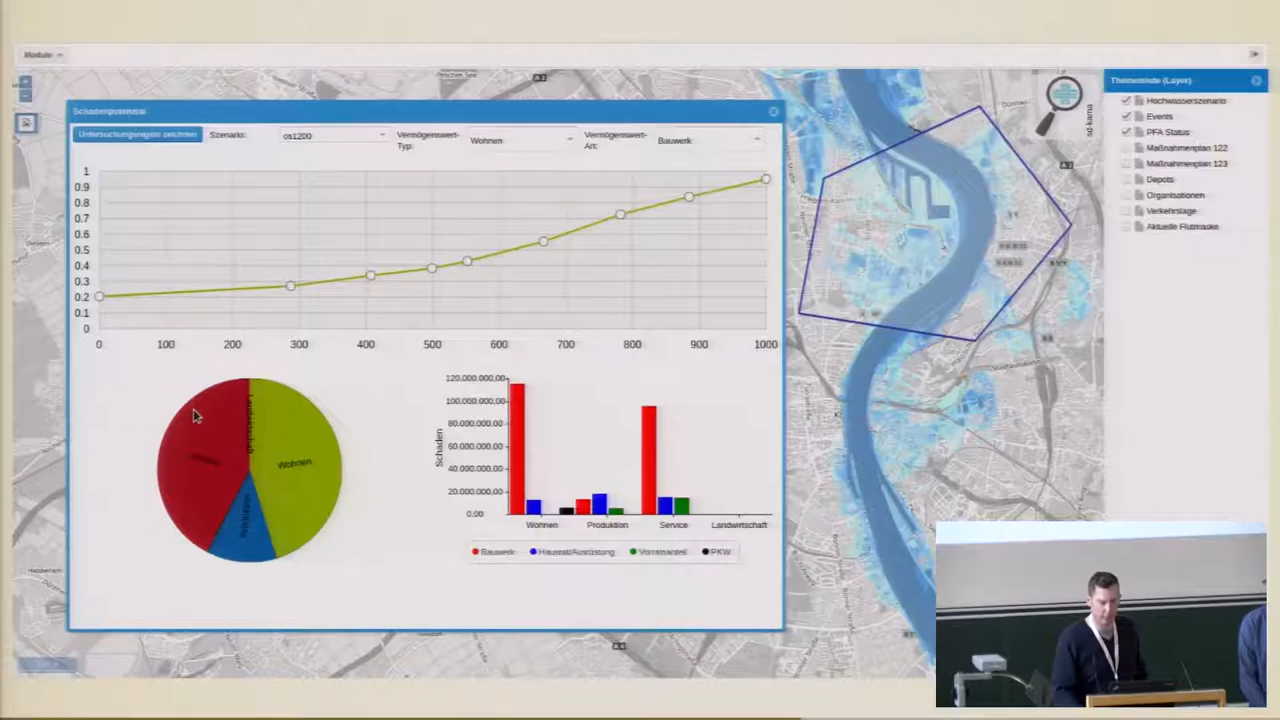 Module
Schadenpotenzial
Untersuchungsregion zeichnen
Szenario:
os1200
Vermögenswert-
Typ:
Wohnen
Vermögenswert-
Art:
Bauwerk
1
0.9
0.8
0.7
0.6
0.5
0.4
0.3
0.2
0.1
0
0 100 200 300 400 500 600 700 800 900 1000
Landwirtschaft
Wohnen
Schaden
120.000.000,00
100.000.000,00
80.000.000,00
60.000.000,00
40.000.000,00
20.000.000,00
0,00
Wohnen Produktion Service Landwirtschaft
Bauwerk Hausrat/Ausrüstung Vorratsanteil PKW
sd-kama
Themenliste (Layer)
Hochwasserszenario
Events
PFA Status
Maßnahmenplan 122
Maßnahmenplan 123
Depots
Organisationen
Verkehrslage
Aktuelle Flutmaske